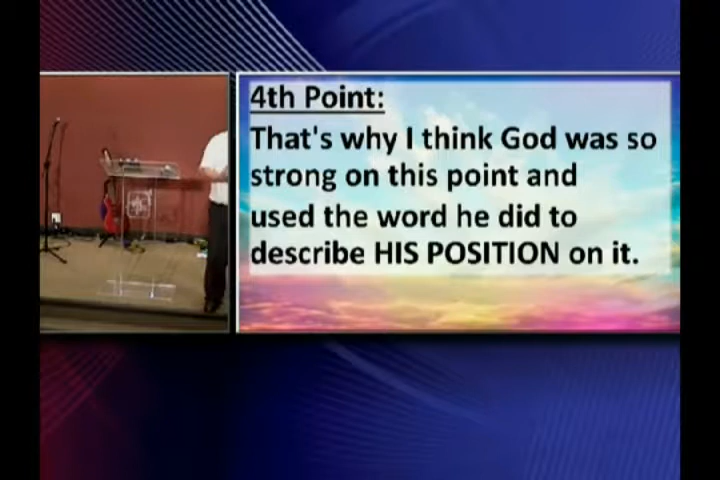 4th Point:
That's why I think God was so
strong on this point and
used the word he did to
describe HIS POSITION on it.